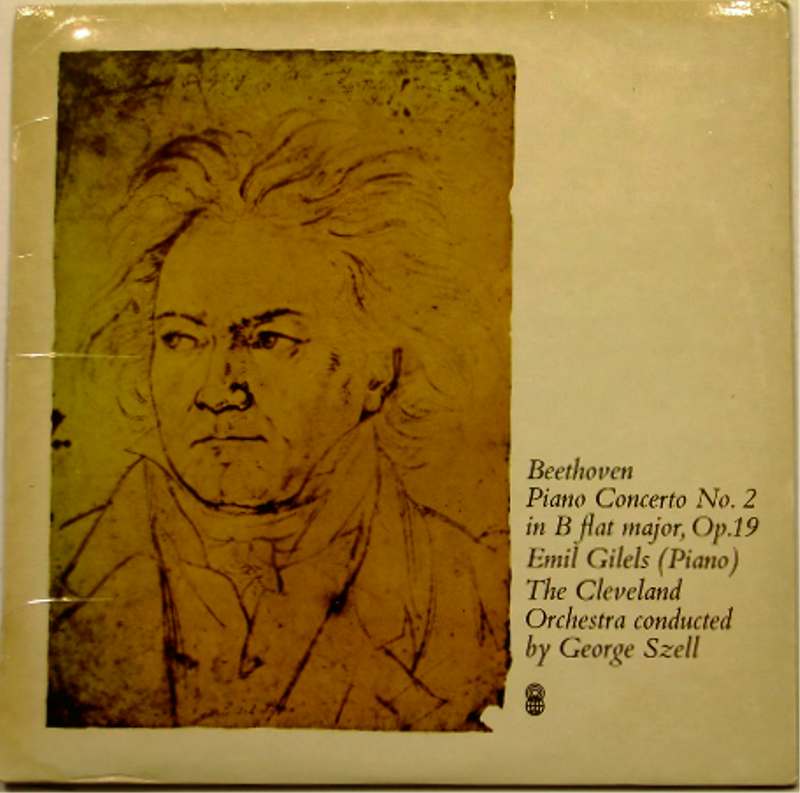 Beethoven
Piano Concerto No. 2
in B flat major, Op.19
Emil Gilels (Piano)
The Cleveland
Orchestra conducted
by George Szell